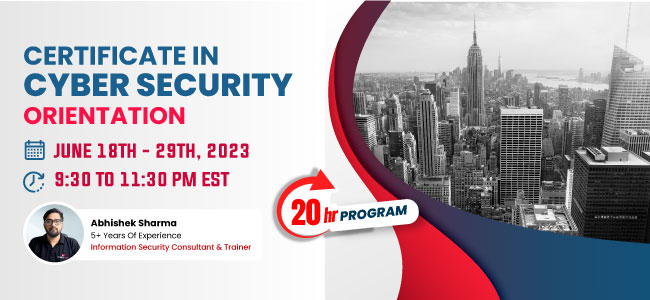 CERTIFICATE IN
CYBER SECURITY
ORIENTATION
JUNE 18TH - 29TH, 2023
9:30 TO 11:30 PM EST
Abhishek Sharma
5+ Years Of Experience
Information Security Consultant & Trainer
20 hr PROGRAM